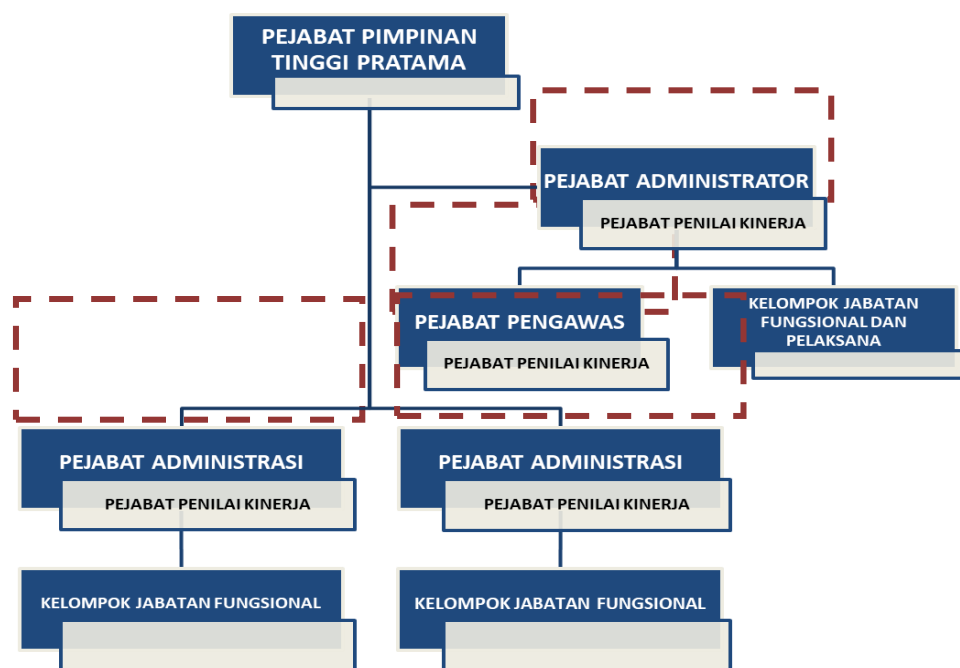 PEJABAT PIMPINAN
TINGGI PRATAMA
PEJABAT ADMINISTRATOR
PEJABAT PENILAI KINERJA
PEJABAT PENGAWAS
PEJABAT PENILAI KINERJA
KELOMPOK JABATAN
FUNGSIONAL DAN
PELAKSANA
PEJABAT ADMINISTRASI
PEJABAT PENILAI KINERJA
PEJABAT ADMINISTRASI
PEJABAT PENILAI KINERJA
KELOMPOK JABATAN FUNGSIONAL
KELOMPOK JABATAN FUNGSIONAL